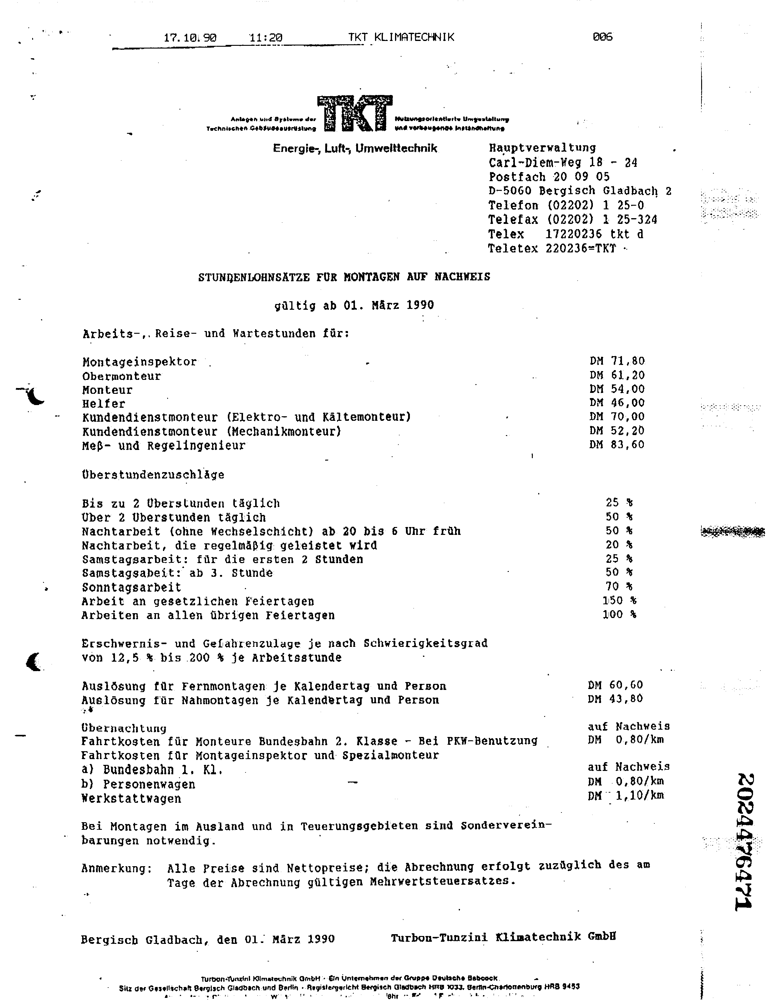 17.10.90 11:20 TKT KLIMATECHNIK 006
Anlagen und Systeme der
Technischen Gebäudeausrüstung
TKT
Nutzungsorientierte Umgestaltung
und vorbeugende Instandhaltung
Energie-, Luft-, Umwelttechnik
Hauptverwaltung
Carl-Diem-Weg 18 - 24
Postfach 20 09 05
D-5060 Bergisch Gladbach 2
Telefon (02202) 1 25-0
Telefax (02202) 1 25-324
Telex 17220236 tkt d
Teletex 220236=TKT
STUNDENLOHNSÄTZE FÜR MONTAGEN AUF NACHWEIS
gültig ab 01. März 1990
Arbeits-, Reise- und Wartestunden für:
Montageinspektor DM 71,80
Obermonteur DM 61,20
Monteur DM 54,00
Helfer DM 46,00
Kundendienstmonteur (Elektro- und Kältemonteur) DM 70,00
Kundendienstmonteur (Mechanikmonteur) DM 52,20
Meß- und Regelingenieur DM 83,60
Überstundenzuschläge
Bis zu 2 Überstunden täglich 25 %
Über 2 Überstunden täglich 50 %
Nachtarbeit (ohne Wechselschicht) ab 20 bis 6 Uhr früh 50 %
Nachtarbeit, die regelmäßig geleistet wird 20 %
Samstagsarbeit: für die ersten 2 Stunden 25 %
Samstagsabeit: ab 3. Stunde 50 %
Sonntagsarbeit 70 %
Arbeit an gesetzlichen Feiertagen 150 %
Arbeiten an allen übrigen Feiertagen 100 %
Erschwernis- und Gefahrenzulage je nach Schwierigkeitsgrad
von 12,5 % bis 200 % je Arbeitsstunde
Auslösung für Fernmontagen je Kalendertag und Person DM 60,60
Auslösung für Nahmontagen je Kalendertag und Person DM 43,80
Übernachtung auf Nachweis
Fahrtkosten für Monteure Bundesbahn 2. Klasse - Bei PKW-Benutzung DM 0,80/km
Fahrtkosten für Montageinspektor und Spezialmonteur
a) Bundesbahn 1. Kl. auf Nachweis
b) Personenwagen DM 0,80/km
Werkstattwagen DM 1,10/km
Bei Montagen im Ausland und in Teuerungsgebieten sind Sonderverein-
barungen notwendig.
Anmerkung: Alle Preise sind Nettopreise; die Abrechnung erfolgt zuzüglich des am
Tage der Abrechnung gültigen Mehrwertsteuersatzes.
Bergisch Gladbach, den 01. März 1990 Turbon-Tunzini Klimatechnik GmbH
Turbon-Tunzini Klimatechnik GmbH - Ein Unternehmen der Gruppe Deutsche Babcock
Sitz der Gesellschaft Bergisch Gladbach und Berlin - Registergericht Bergisch Gladbach HRB 1033, Berlin-Charlottenburg HRB 9453
2024476471